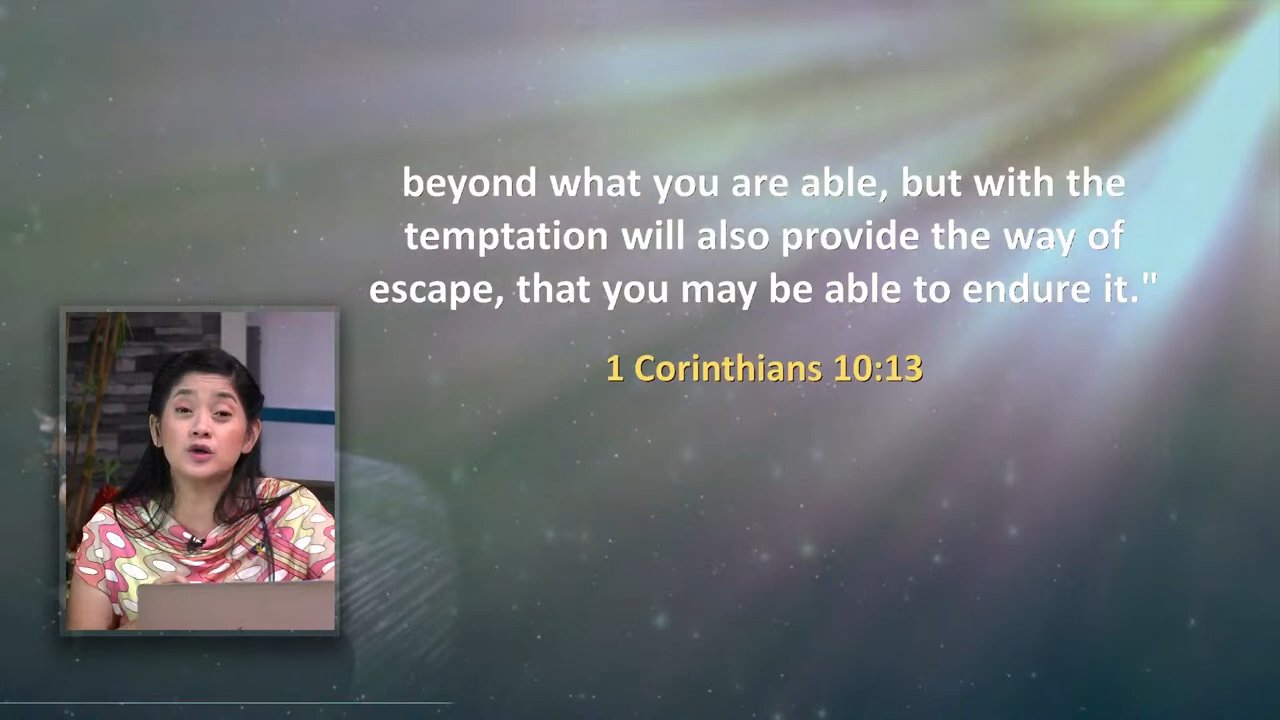 beyond what you are able, but with the
temptation will also provide the way of
escape, that you may be able to endure it."
1 Corinthians 10:13